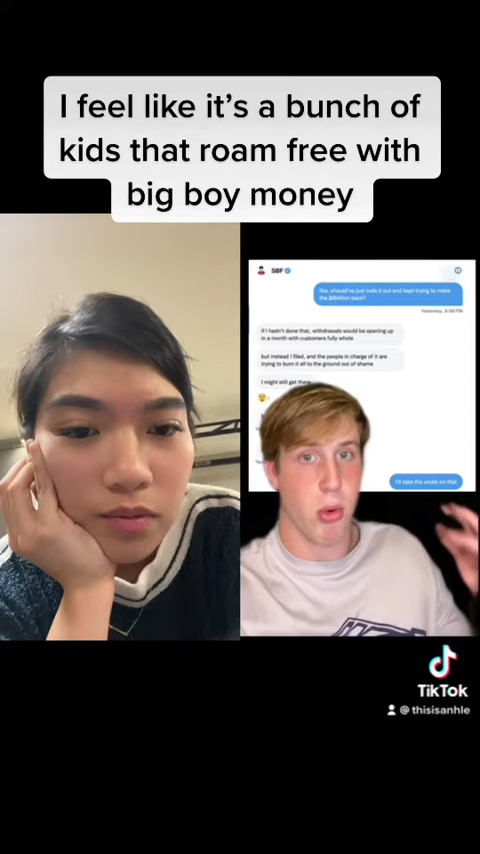 I feel like it’s a bunch of
kids that roam free with
big boy money
SBF
like, should've just rode it out and kept trying to make
the $8billion back?
Yesterday, 9:58 PM
if I hadn't done that, withdrawals would be opening up
in a month with customers fully whole
but instead I filed, and the people in charge of it are
trying to burn it all to the ground out of shame
I might still get there
I'd take the under on that
TikTok
@thisisanhle